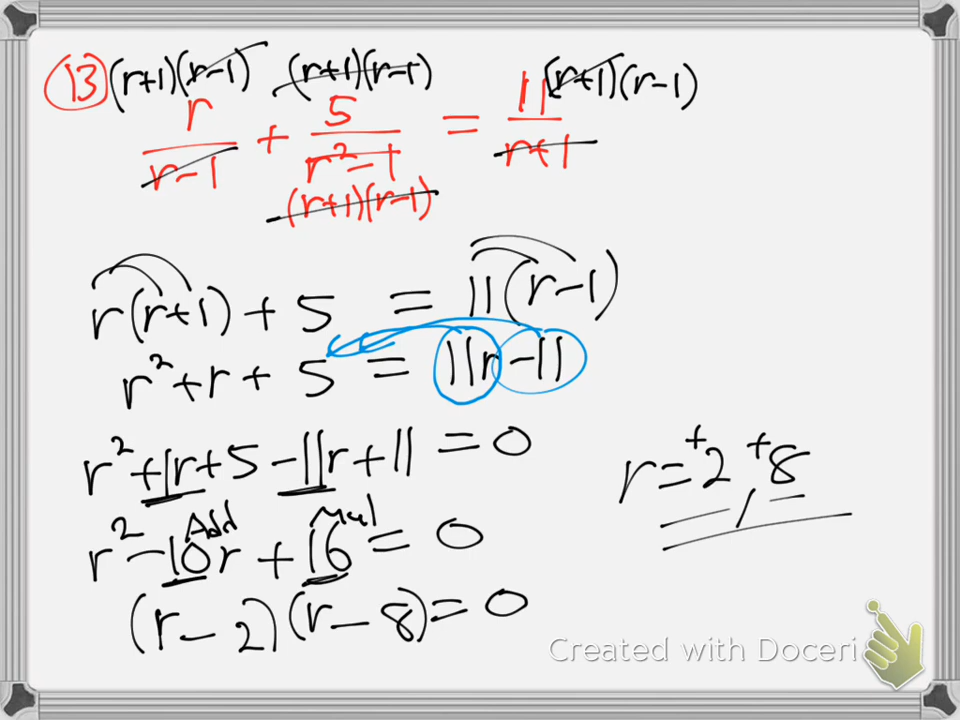 13 (r+1)(r-1) (r+1)(r-1) 11(r+1)(r-1)
r/r-1 + 5/r²-1 = 11/r+1
(r+1)(r-1)
r(r+1) + 5 = 11(r-1)
r²+r+5 = 11r-11
r²+1r+5-11r+11 = 0
Add Mul
r²-10r+16=0
(r-2)(r-8)=0
r=+2,+8
Created with Doceri